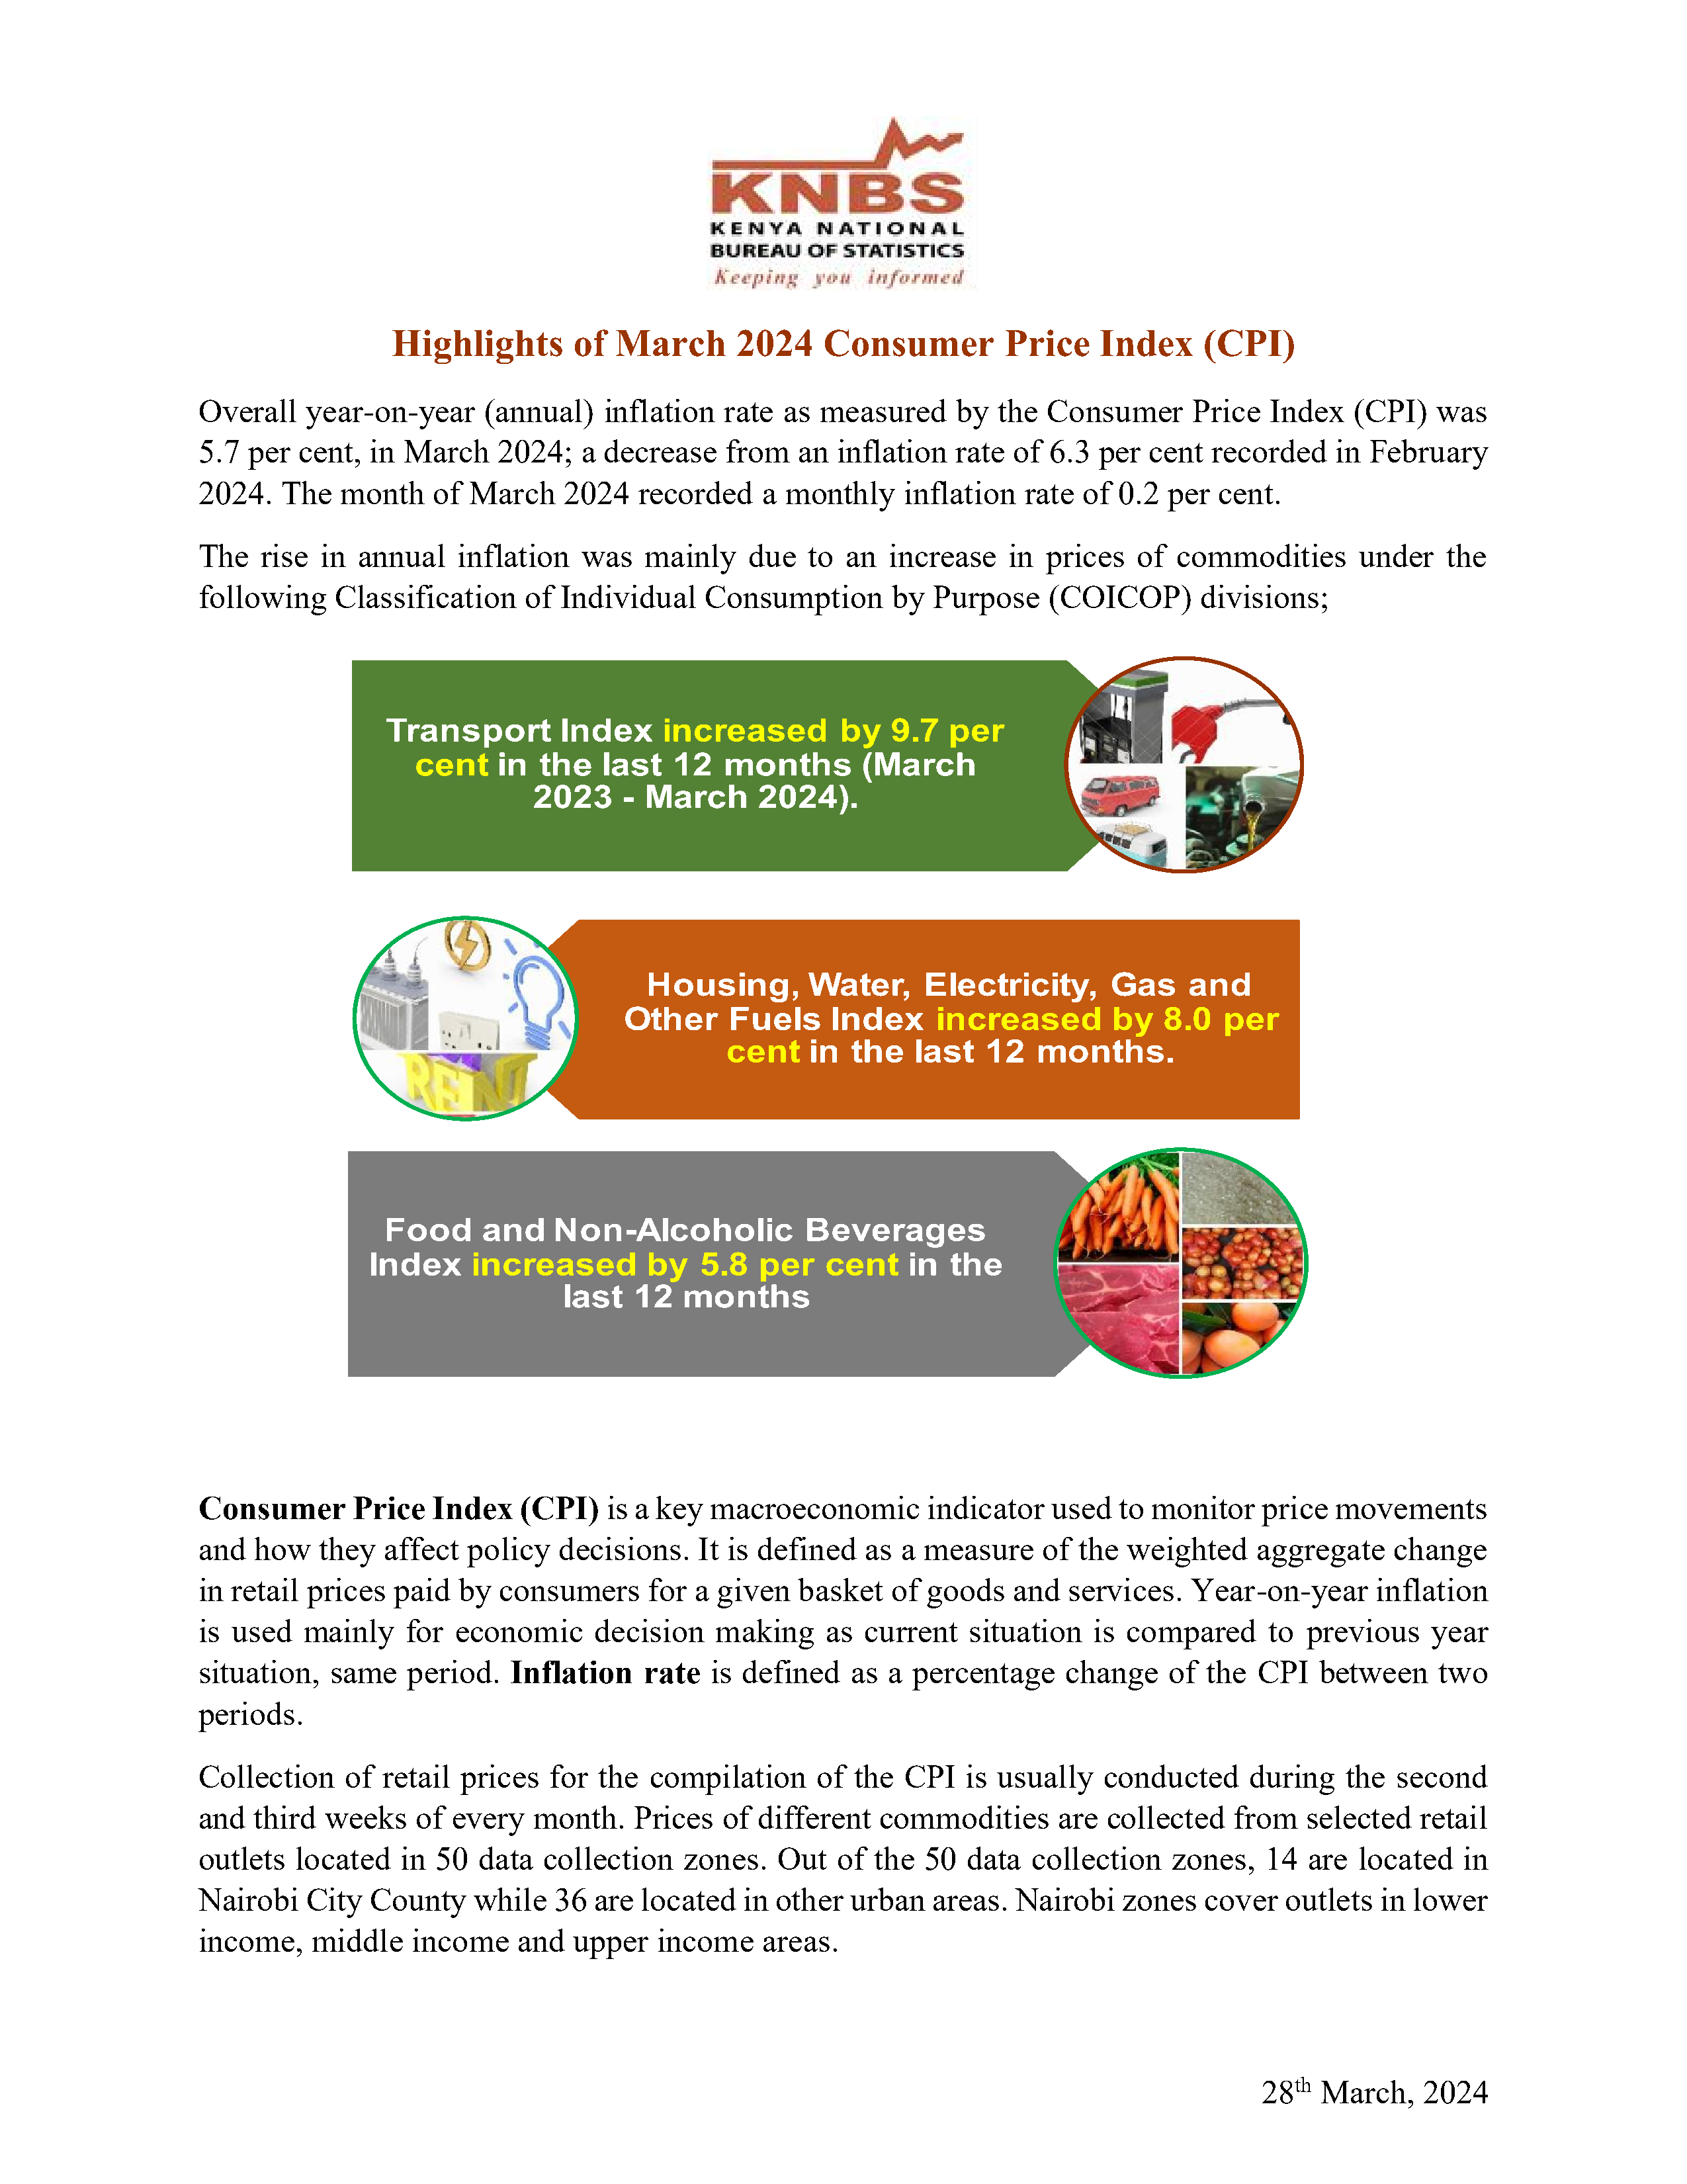 KNBS
KENYA NATIONAL
BUREAU OF STATISTICS
Keeping you informed
Highlights of March 2024 Consumer Price Index (CPI)
Overall year-on-year (annual) inflation rate as measured by the Consumer Price Index (CPI) was
5.7 per cent, in March 2024; a decrease from an inflation rate of 6.3 per cent recorded in February
2024. The month of March 2024 recorded a monthly inflation rate of 0.2 per cent.
The rise in annual inflation was mainly due to an increase in prices of commodities under the
following Classification of Individual Consumption by Purpose (COICOP) divisions;
Transport Index increased by 9.7 per
cent in the last 12 months (March
2023 - March 2024).
Housing, Water, Electricity, Gas and
Other Fuels Index increased by 8.0 per
cent in the last 12 months.
RENT
Food and Non-Alcoholic Beverages
Index increased by 5.8 per cent in the
last 12 months
Consumer Price Index (CPI) is a key macroeconomic indicator used to monitor price movements
and how they affect policy decisions. It is defined as a measure of the weighted aggregate change
in retail prices paid by consumers for a given basket of goods and services. Year-on-year inflation
is used mainly for economic decision making as current situation is compared to previous year
situation, same period. Inflation rate is defined as a percentage change of the CPI between two
periods.
Collection of retail prices for the compilation of the CPI is usually conducted during the second
and third weeks of every month. Prices of different commodities are collected from selected retail
outlets located in 50 data collection zones. Out of the 50 data collection zones, 14 are located in
Nairobi City County while 36 are located in other urban areas. Nairobi zones cover outlets in lower
income, middle income and upper income areas.
28th March, 2024